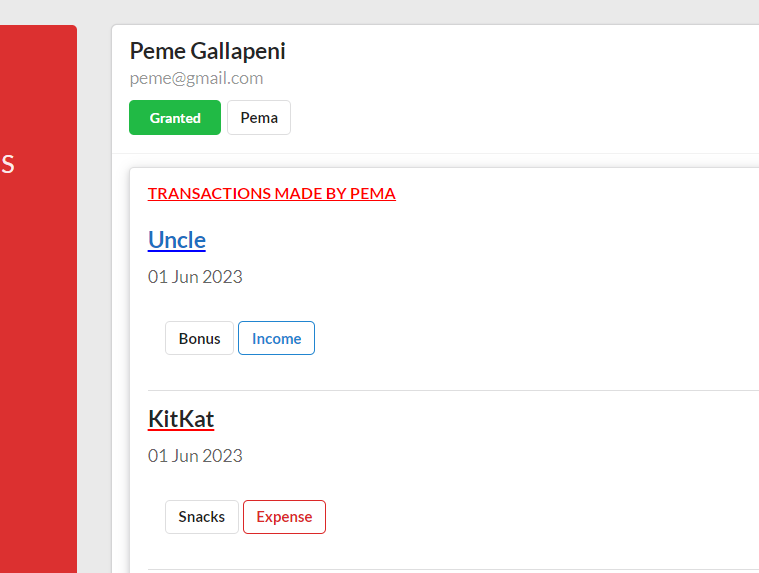 S
Peme Gallapeni
peme@gmail.com
Granted Pema
TRANSACTIONS MADE BY PEMA
Uncle
01 Jun 2023
Bonus Income
KitKat
01 Jun 2023
Snacks Expense